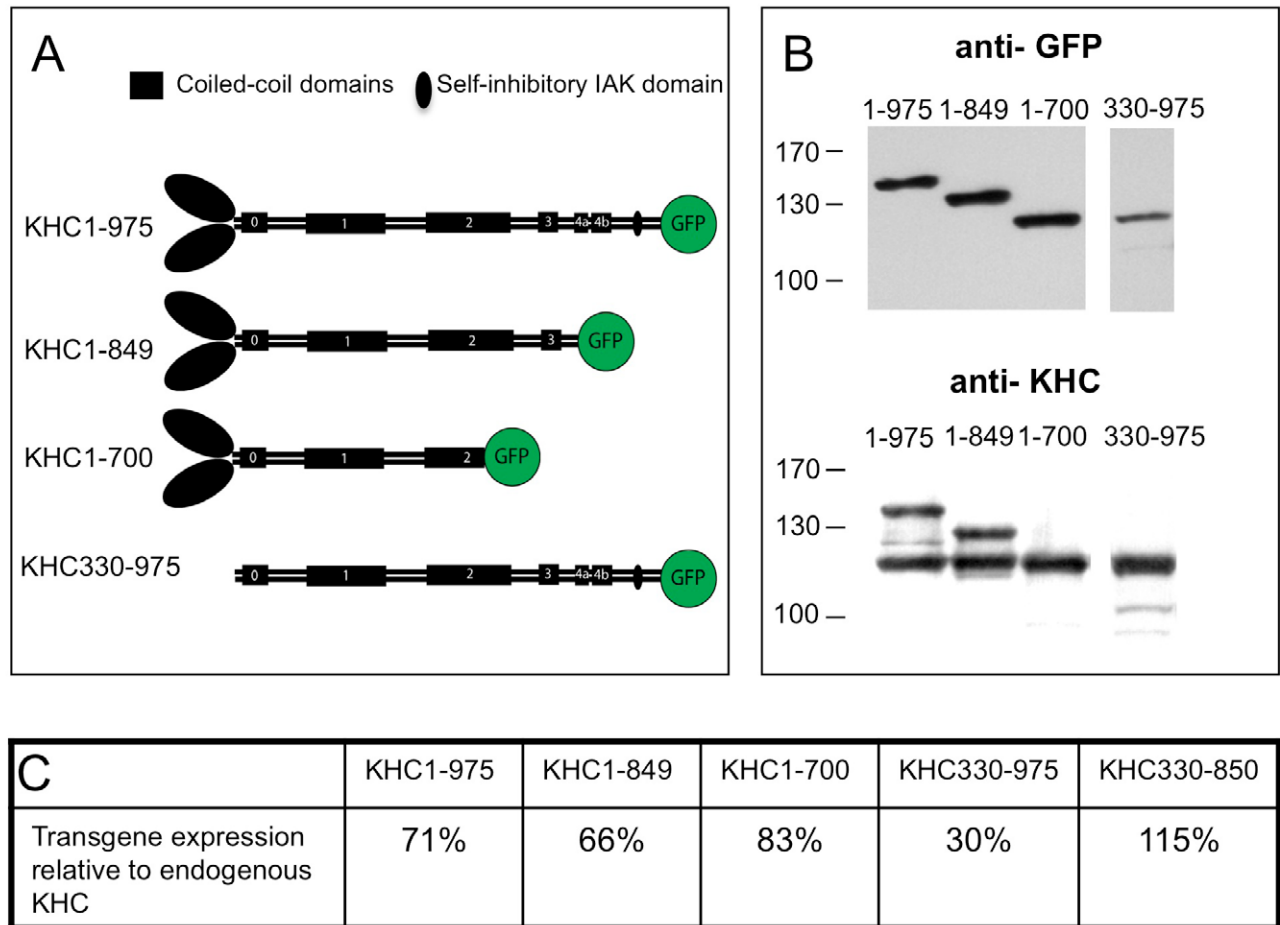 A
Coiled-coil domains
Self-inhibitory IAK domain
KHC1-975
0 1 2 3 4a 4b GFP
KHC1-849
0 1 2 3 GFP
KHC1-700
0 1 2 GFP
KHC330-975
0 1 2 3 4a 4b GFP
B
anti- GFP
1-975 1-849 1-700 330-975
170 –
130 –
100 –
anti- KHC
1-975 1-849 1-700 330-975
170 –
130 –
100 –
C KHC1-975 KHC1-849 KHC1-700 KHC330-975 KHC330-850
Transgene expression 71% 66% 83% 30% 115%
relative to endogenous
KHC